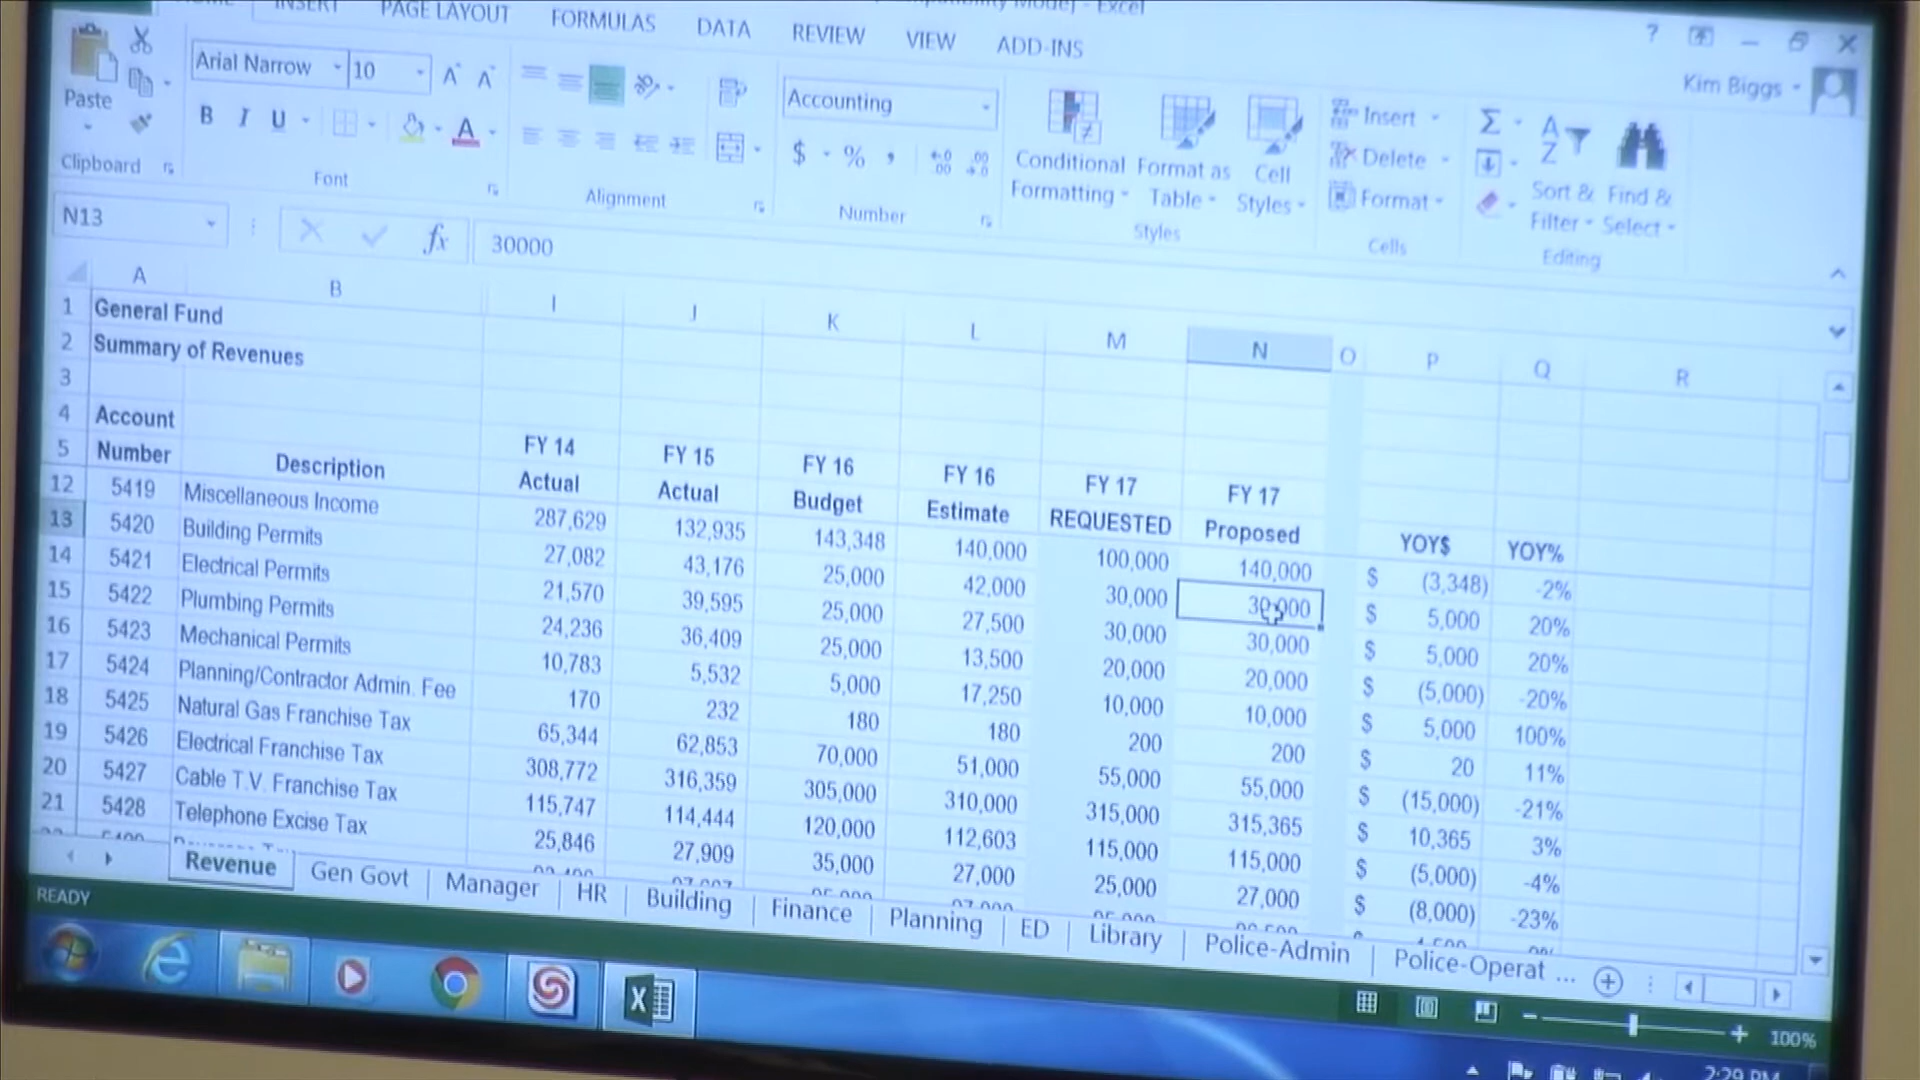 PAGE LAYOUT FORMULAS DATA REVIEW VIEW ADD-INS
Excel
Kim Biggs
Paste
Clipboard
Arial Narrow 10
B I U
Font
Alignment
Accounting
$ % ,
Number
Conditional Formatting
Format as Table
Cell Styles
Styles
Insert
Delete
Format
Cells
Sort & Filter
Find & Select
Editing
N13 fx 30000
A B I J K L M N O P Q R
1 General Fund
2 Summary of Revenues
3
4 Account FY 14 FY 15 FY 16 FY 16 FY 17 FY 17
5 Number Description Actual Actual Budget Estimate REQUESTED Proposed YOY$ YOY%
12 5419 Miscellaneous Income 287,629 132,935 143,348 140,000 100,000 140,000 $ (3,348) -2%
13 5420 Building Permits 27,082 43,176 25,000 42,000 30,000 30,000 $ 5,000 20%
14 5421 Electrical Permits 21,570 39,595 25,000 27,500 30,000 30,000 $ 5,000 20%
15 5422 Plumbing Permits 24,236 36,409 25,000 13,500 20,000 20,000 $ (5,000) -20%
16 5423 Mechanical Permits 10,783 5,532 5,000 17,250 10,000 10,000 $ 5,000 100%
17 5424 Planning/Contractor Admin. Fee 170 232 180 180 200 200 $ 20 11%
18 5425 Natural Gas Franchise Tax 65,344 62,853 70,000 51,000 55,000 55,000 $ (15,000) -21%
19 5426 Electrical Franchise Tax 308,772 316,359 305,000 310,000 315,000 315,365 $ 10,365 3%
20 5427 Cable T.V. Franchise Tax 115,747 114,444 120,000 112,603 115,000 115,000 $ (5,000) -4%
21 5428 Telephone Excise Tax 25,846 27,909 35,000 27,000 25,000 27,000 $ (8,000) -23%
Revenue Gen Govt Manager HR Building Finance Planning ED Library Police-Admin Police-Operat ...
READY
100%
2:29 PM